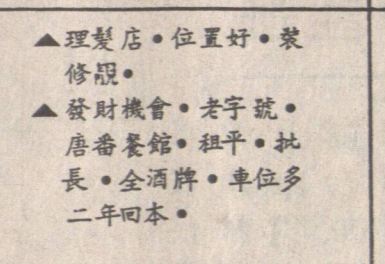 ▲理髮店•位置好•裝
修靚•
▲發財機會•老字號•
唐番餐館•租平•批
長•全酒牌•車位多
二年回本•